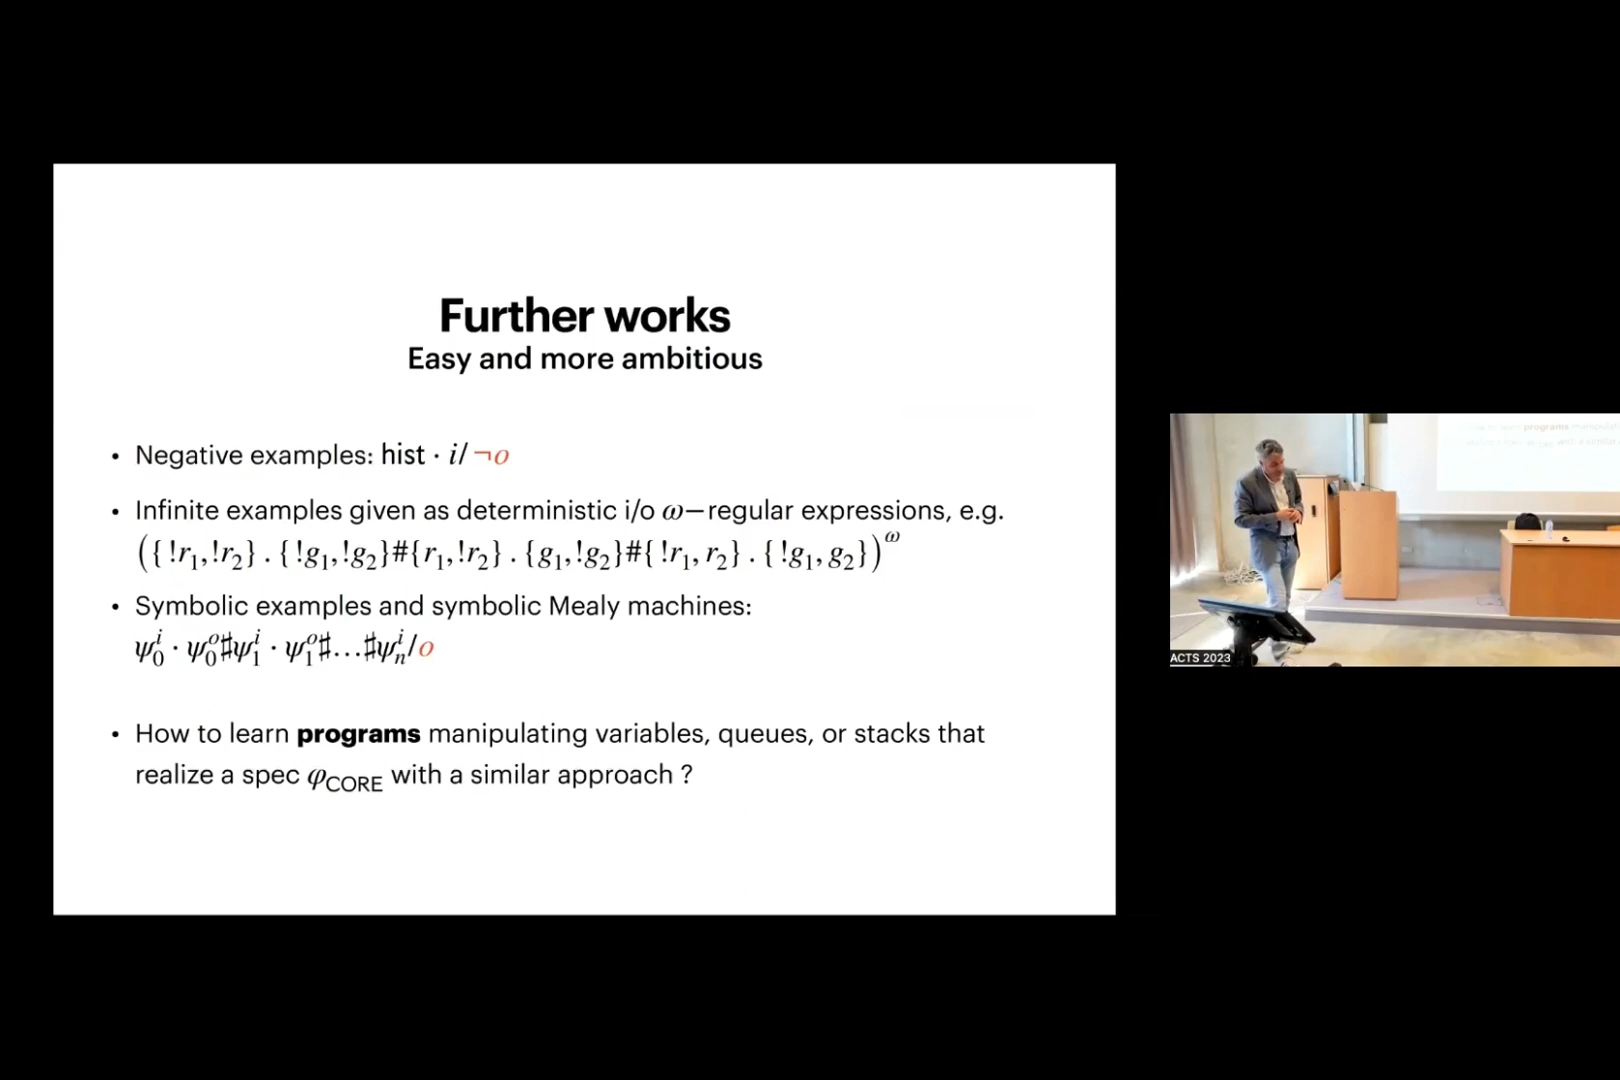 Further works
Easy and more ambitious
• Negative examples: hist · i/ ¬o
• Infinite examples given as deterministic i/o ω−regular expressions, e.g.
({ !r₁,!r₂} . { !g₁,!g₂}#{r₁,!r₂} . {g₁,!g₂}#{ !r₁, r₂} . { !g₁, g₂})^ω
• Symbolic examples and symbolic Mealy machines:
ψ₀ⁱ · ψ₀ᵒ♯ψ₁ⁱ · ψ₁ᵒ♯…♯ψₙⁱ/o
• How to learn programs manipulating variables, queues, or stacks that
realize a spec φ_CORE with a similar approach ?
ACTS 2023